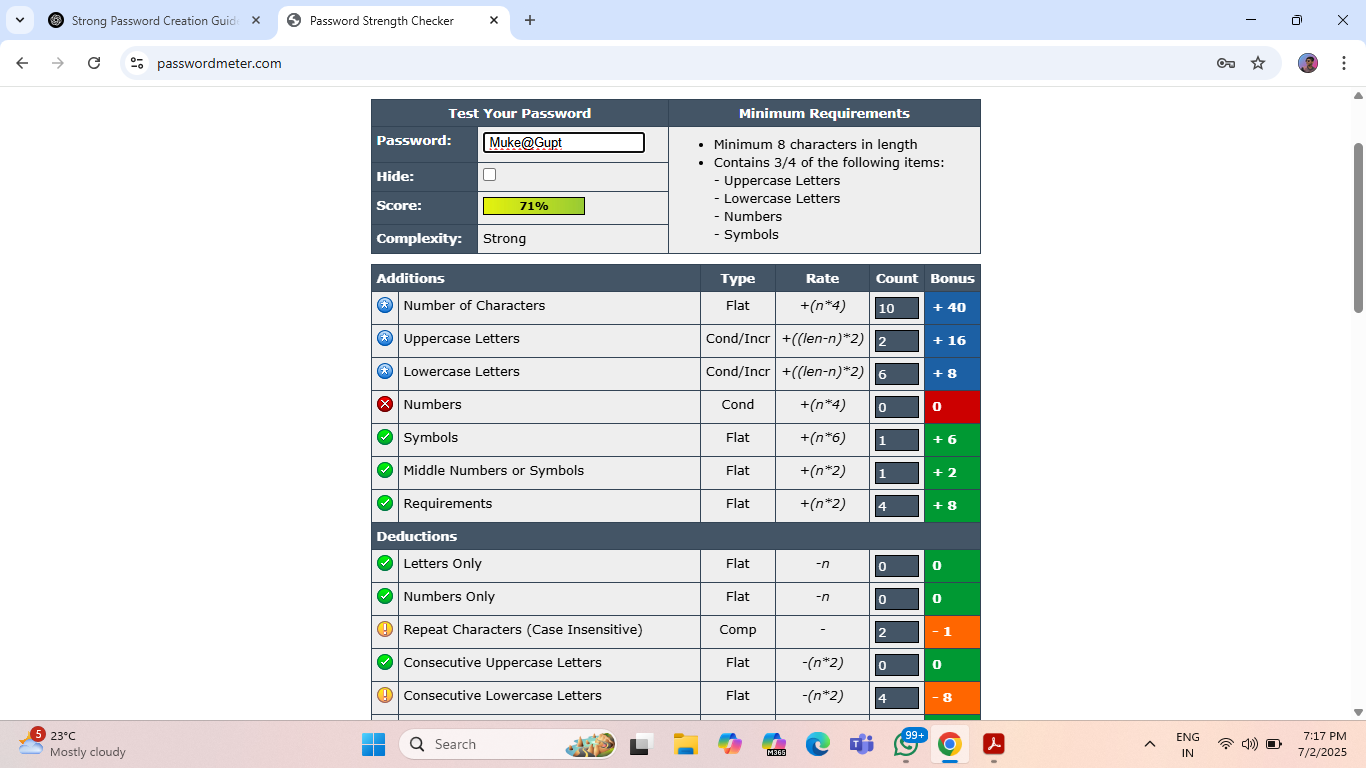 Strong Password Creation Guide
Password Strength Checker
passwordmeter.com
Test Your Password
Minimum Requirements
Password: Muke@Gupt
Hide:
Score: 71%
Complexity: Strong
• Minimum 8 characters in length
• Contains 3/4 of the following items:
- Uppercase Letters
- Lowercase Letters
- Numbers
- Symbols
Additions Type Rate Count Bonus
Number of Characters Flat +(n*4) 10 + 40
Uppercase Letters Cond/Incr +((len-n)*2) 2 + 16
Lowercase Letters Cond/Incr +((len-n)*2) 6 + 8
Numbers Cond +(n*4) 0 0
Symbols Flat +(n*6) 1 + 6
Middle Numbers or Symbols Flat +(n*2) 1 + 2
Requirements Flat +(n*2) 4 + 8
Deductions
Letters Only Flat -n 0 0
Numbers Only Flat -n 0 0
Repeat Characters (Case Insensitive) Comp - 2 - 1
Consecutive Uppercase Letters Flat -(n*2) 0 0
Consecutive Lowercase Letters Flat -(n*2) 4 - 8
5
23°C
Mostly cloudy
Search
M365
99+
ENG
IN
7:17 PM
7/2/2025